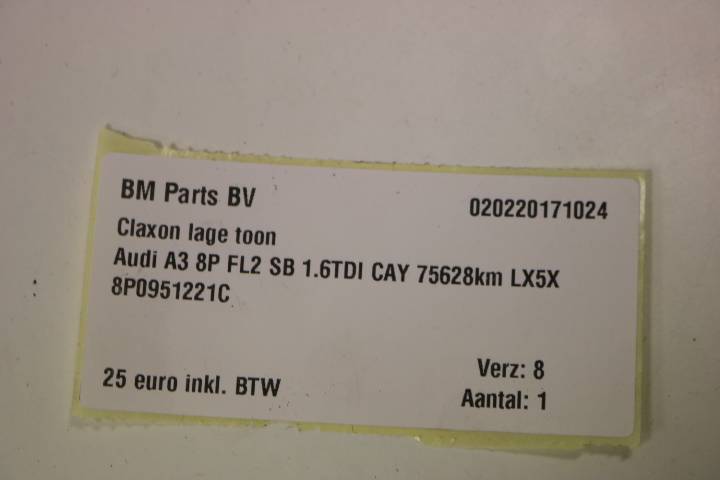 BM Parts BV 020220171024
Claxon lage toon
Audi A3 8P FL2 SB 1.6TDI CAY 75628km LX5X
8P0951221C
Verz: 8
25 euro inkl. BTW Aantal: 1